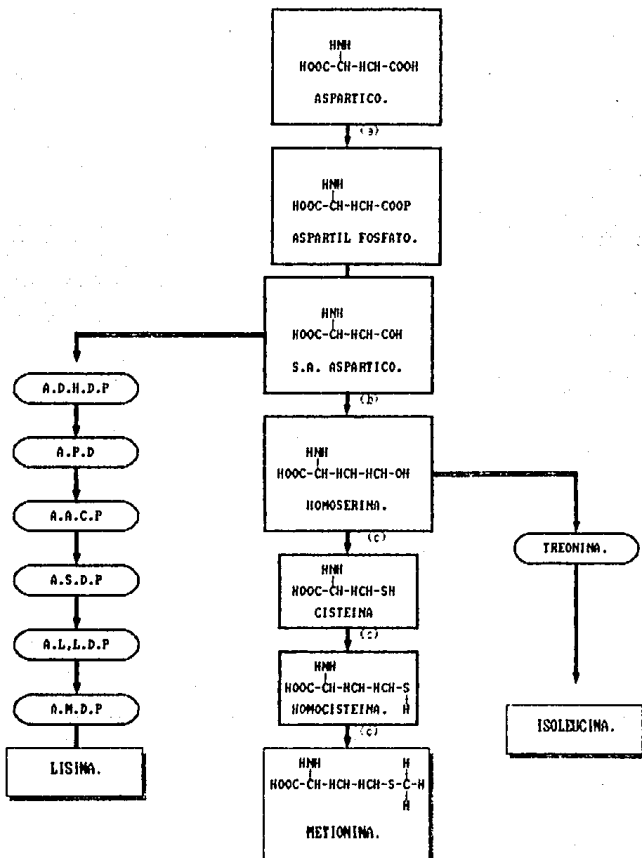 HNH
HOOC-CH-HCH-COOH
ASPARTICO.
(a)
HNH
HOOC-CH-HCH-COOP
ASPARTIL FOSFATO.
HNH
HOOC-CH-HCH-COH
S.A. ASPARTICO.
(b)
HNH
HOOC-CH-HCH-HCH-OH
HOMOSERINA.
(c)
HNH
HOOC-CH-HCH-SH
CISTEINA
(c)
HNH
HOOC-CH-HCH-HCH-S
H
HOMOCISTEINA.
(c)
HNH
H
HOOC-CH-HCH-HCH-S-C-H
H
METIONINA.
A.D.H.D.P
A.P.D
A.A.C.P
A.S.D.P
A.L,L.D.P
A.M.D.P
LISINA.
TREONINA.
ISOLEUCINA.